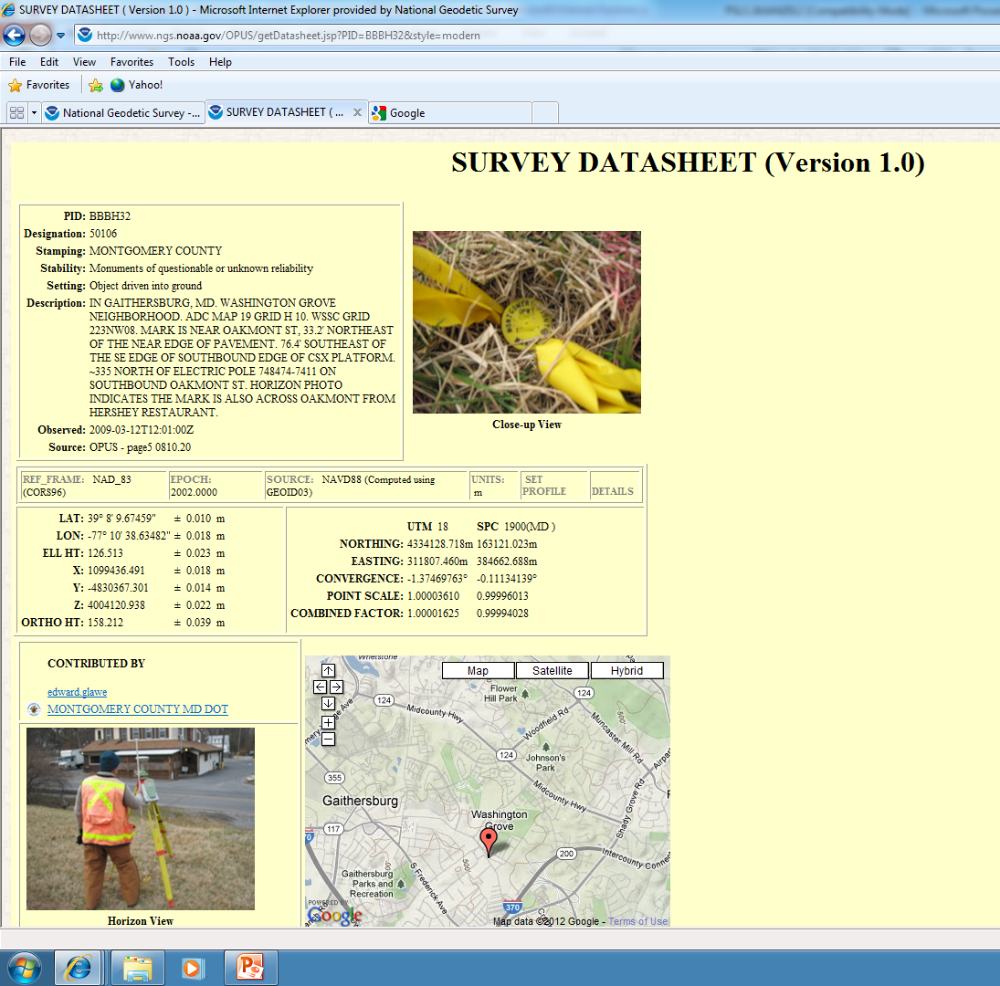 SURVEY DATASHEET ( Version 1.0 ) - Microsoft Internet Explorer provided by National Geodetic Survey
http://www.ngs.noaa.gov/OPUS/getDatasheet.jsp?PID=BBBH32&style=modern
File Edit View Favorites Tools Help
Favorites Yahoo!
National Geodetic Survey -... SURVEY DATASHEET ( ... Google
SURVEY DATASHEET (Version 1.0)
PID: BBBH32
Designation: 50106
Stamping: MONTGOMERY COUNTY
Stability: Monuments of questionable or unknown reliability
Setting: Object driven into ground
Description: IN GAITHERSBURG, MD. WASHINGTON GROVE
NEIGHBORHOOD. ADC MAP 19 GRID H 10. WSSC GRID
223NW08. MARK IS NEAR OAKMONT ST, 33.2' NORTHEAST
OF THE NEAR EDGE OF PAVEMENT. 76.4' SOUTHEAST OF
THE SE EDGE OF SOUTHBOUND EDGE OF CSX PLATFORM.
~335 NORTH OF ELECTRIC POLE 748474-7411 ON
SOUTHBOUND OAKMONT ST. HORIZON PHOTO
INDICATES THE MARK IS ALSO ACROSS OAKMONT FROM
HERSHEY RESTAURANT.
Observed: 2009-03-12T12:01:00Z
Source: OPUS - page5 0810.20
Close-up View
REF_FRAME: NAD_83
(CORS96)
EPOCH:
2002.0000
SOURCE: NAVD88 (Computed using
GEOID03)
UNITS:
m
SET
PROFILE
DETAILS
LAT: 39° 8' 9.67459" ± 0.010 m
LON: -77° 10' 38.63482" ± 0.018 m
ELL HT: 126.513 ± 0.023 m
X: 1099436.491 ± 0.018 m
Y: -4830367.301 ± 0.014 m
Z: 4004120.938 ± 0.022 m
ORTHO HT: 158.212 ± 0.039 m
UTM 18 SPC 1900(MD )
NORTHING: 4334128.718m 163121.023m
EASTING: 311807.460m 384662.688m
CONVERGENCE: -1.37469763° -0.11134139°
POINT SCALE: 1.00003610 0.99996013
COMBINED FACTOR: 1.00001625 0.99994028
CONTRIBUTED BY
edward.glawe
MONTGOMERY COUNTY MD DOT
Horizon View
Whetstone
Map Satellite Hybrid
Flower
Hill Park
124
124
Midcounty Hwy
Woodfield Rd
Muncaster Mill Rd
124
Johnson's
Park
355
Gaithersburg
Midcounty Hwy
Washington
Grove
Shady Grove Rd
117
200
Intercounty Conne
Gaithersburg
Parks and
Recreation
S Frederick Ave
500'
370
POWERED BY
Google
Map data ©2012 Google - Terms of Use